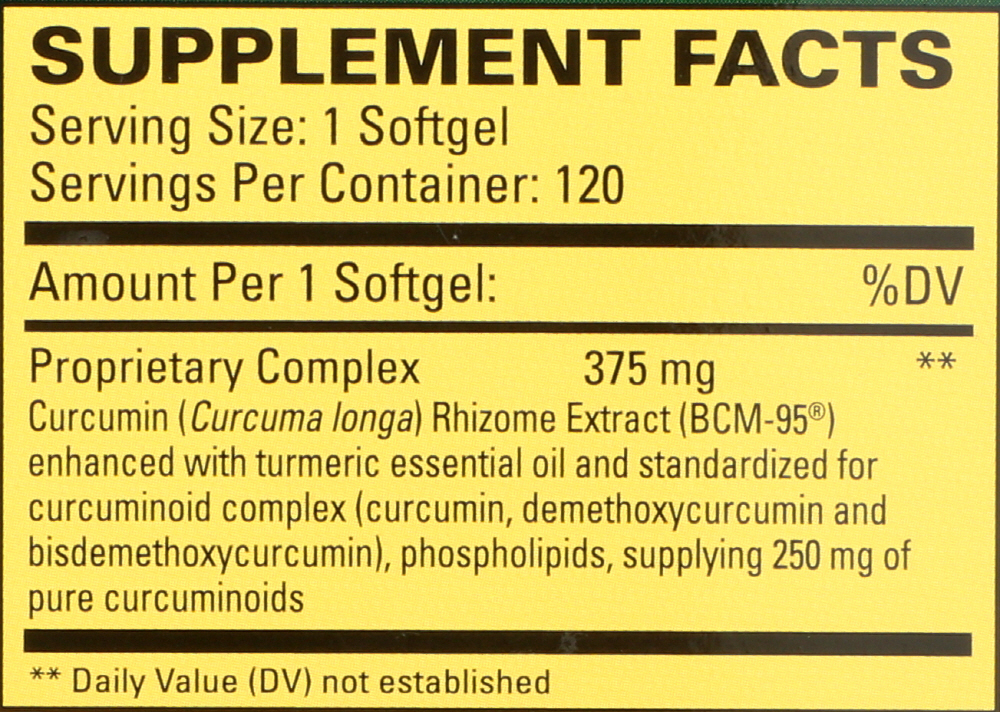 SUPPLEMENT FACTS
Serving Size: 1 Softgel
Servings Per Container: 120
Amount Per 1 Softgel: %DV
Proprietary Complex 375 mg **
Curcumin (Curcuma longa) Rhizome Extract (BCM-95®)
enhanced with turmeric essential oil and standardized for
curcuminoid complex (curcumin, demethoxycurcumin and
bisdemethoxycurcumin), phospholipids, supplying 250 mg of
pure curcuminoids
** Daily Value (DV) not established